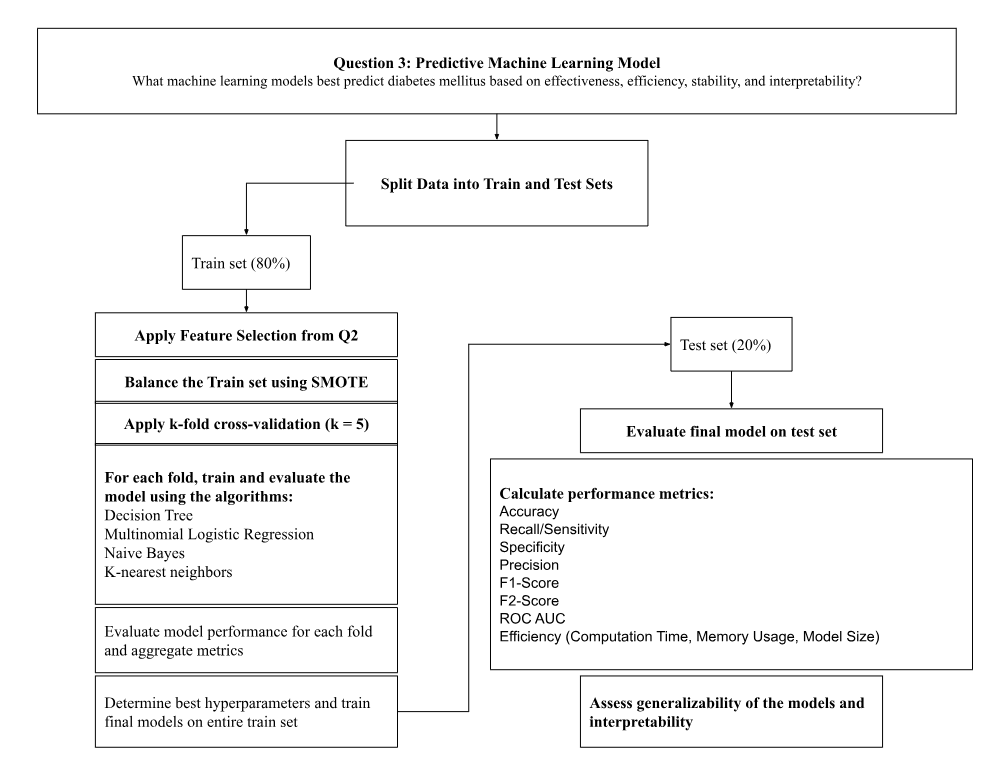 Question 3: Predictive Machine Learning Model
What machine learning models best predict diabetes mellitus based on effectiveness, efficiency, stability, and interpretability?
Split Data into Train and Test Sets
Train set (80%)
Apply Feature Selection from Q2
Balance the Train set using SMOTE
Apply k-fold cross-validation (k = 5)
For each fold, train and evaluate the
model using the algorithms:
Decision Tree
Multinomial Logistic Regression
Naive Bayes
K-nearest neighbors
Evaluate model performance for each fold
and aggregate metrics
Determine best hyperparameters and train
final models on entire train set
Test set (20%)
Evaluate final model on test set
Calculate performance metrics:
Accuracy
Recall/Sensitivity
Specificity
Precision
F1-Score
F2-Score
ROC AUC
Efficiency (Computation Time, Memory Usage, Model Size)
Assess generalizability of the models and
interpretability